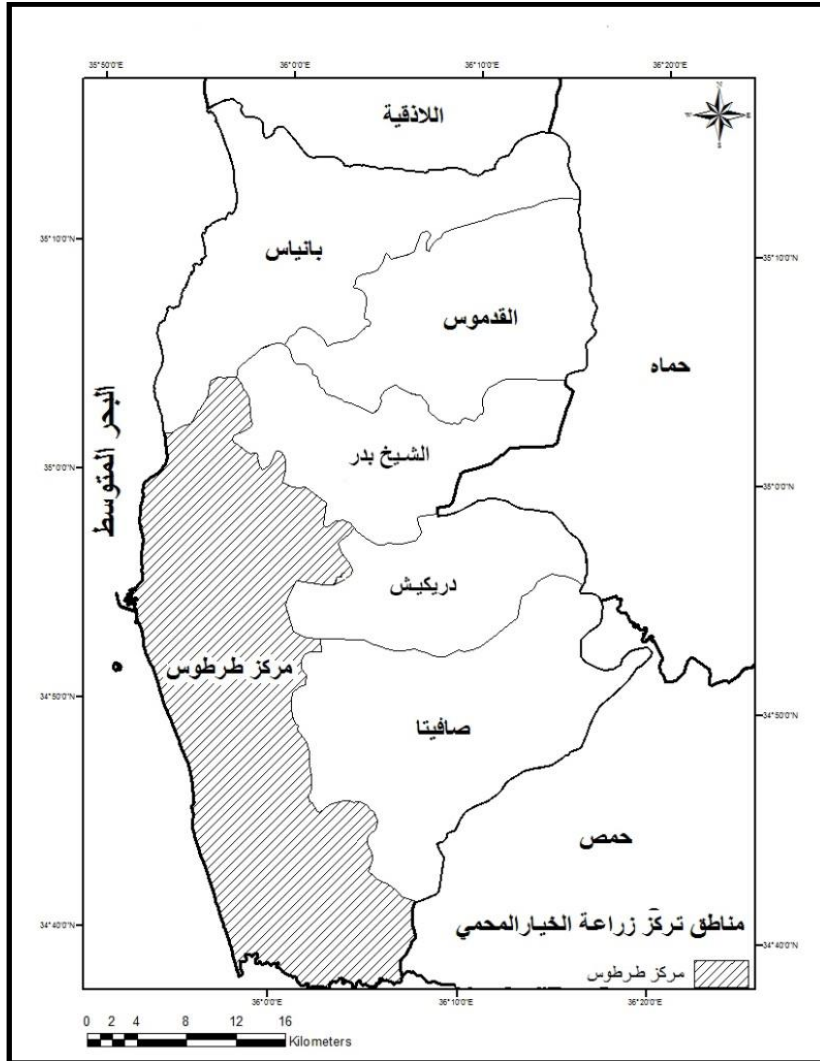 35°50'0"E 36°0'0"E 36°10'0"E 36°20'0"E
اللاذقية
35°10'0"N
بانياس
35°10'0"N
القدموس
حماه
البحر المتوسط
الشيخ بدر
35°0'0"N
35°0'0"N
دريكيش
مركز طرطوس
34°50'0"N
34°50'0"N
صافيتا
حمص
مناطق تركز زراعة الخيار المحمي
34°40'0"N
34°40'0"N
مركز طرطوس
36°0'0"E 36°10'0"E 36°20'0"E
0 2 4 8 12 16
Kilometers